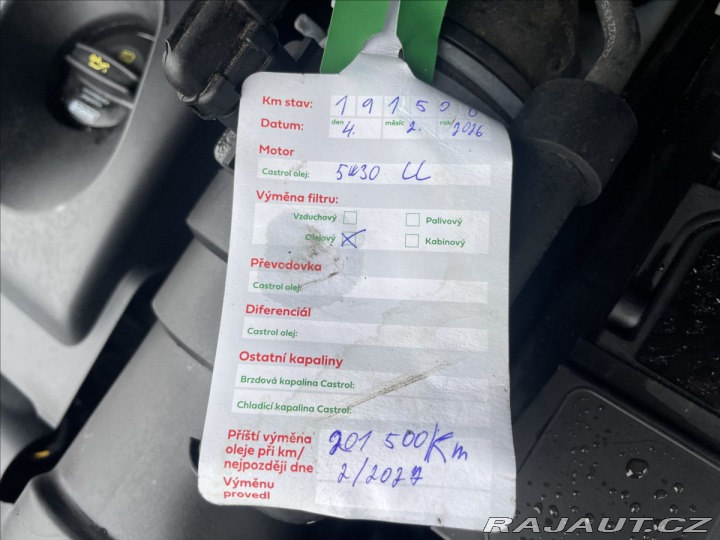 Km stav: 191500
Datum: den 4. měsíc 2. rok 2026
Motor
Castrol olej: 5W30 LL
Výměna filtru:
Vzduchový Palivový
Olejový Kabinový
Převodovka
Castrol olej:
Diferenciál
Castrol olej:
Ostatní kapaliny
Brzdová kapalina Castrol:
Chladicí kapalina Castrol:
Příští výměna
oleje při km/
nejpozději dne
201 500 Km
2/2027
Výměnu
provedl
RAJAUT.CZ